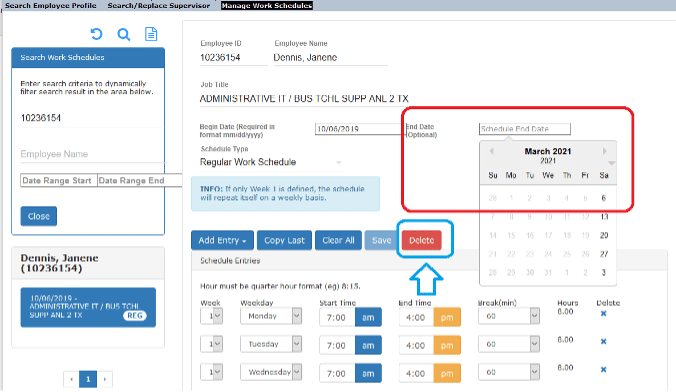 Search Employee Profile Search/Replace Supervisor Manage Work Schedules
Search Work Schedules
Enter search criteria to dynamically
filter search result in the area below.
10236154
Employee Name
Date Range Start Date Range End
Close
Dennis, Janene
(10236154)
10/06/2019 -
ADMINISTRATIVE IT / BUS TCHL
SUPP ANL 2 TX REG
‹ 1 ›
Employee ID Employee Name
10236154 Dennis, Janene
Job Title
ADMINISTRATIVE IT / BUS TCHL SUPP ANL 2 TX
Begin Date (Required in
format mm/dd/yyyy) 10/06/2019
End Date
(Optional) Schedule End Date
Schedule Type
Regular Work Schedule
INFO: If only Week 1 is defined, the schedule
will repeat itself on a weekly basis.
March 2021
2021
Su Mo Tu We Th Fr Sa
28 1 2 3 4 5 6
7 8 9 10 11 12 13
14 15 16 17 18 19 20
21 22 23 24 25 26 27
28 29 30 31 1 2 3
Add Entry Copy Last Clear All Save Delete
Schedule Entries
Hour must be quarter hour format (eg) 8:15.
Week Weekday Start Time End Time Break(min) Hours Delete
1 Monday 7:00 am 4:00 pm 60 8.00 ×
1 Tuesday 7:00 am 4:00 pm 60 8.00 ×
1 Wednesday 7:00 am 4:00 pm 60 8.00 ×